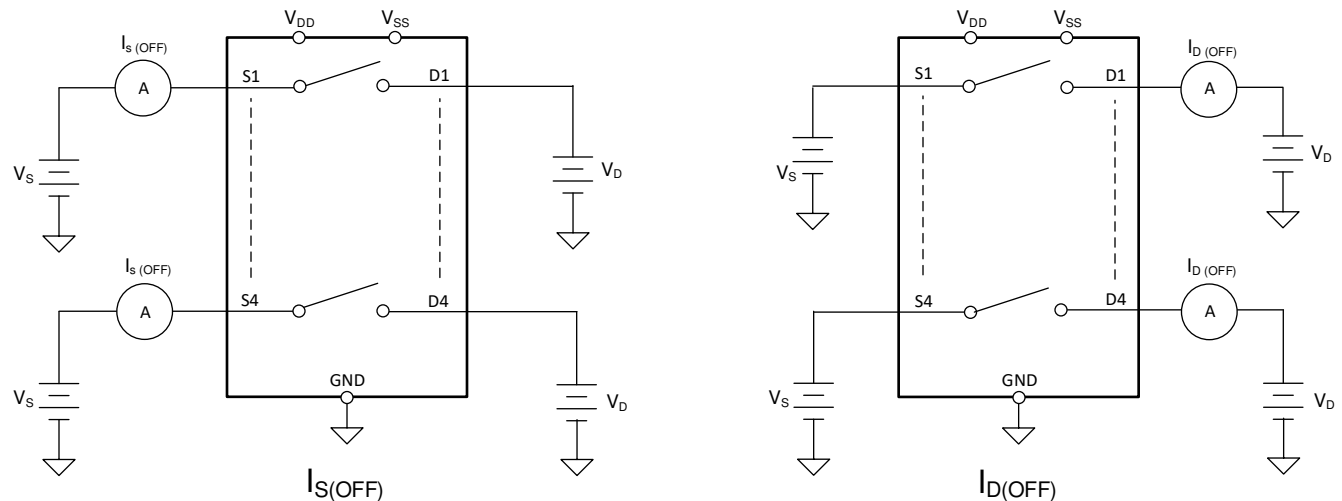 V_DD V_SS
I_s (OFF)
A
S1 D1
V_S
V_D
I_s (OFF)
A
S4 D4
V_S
GND
V_D
I_S(OFF)
V_DD V_SS
I_D (OFF)
S1 D1
A
V_S
V_D
I_D (OFF)
S4 D4
A
V_S
GND
V_D
I_D(OFF)